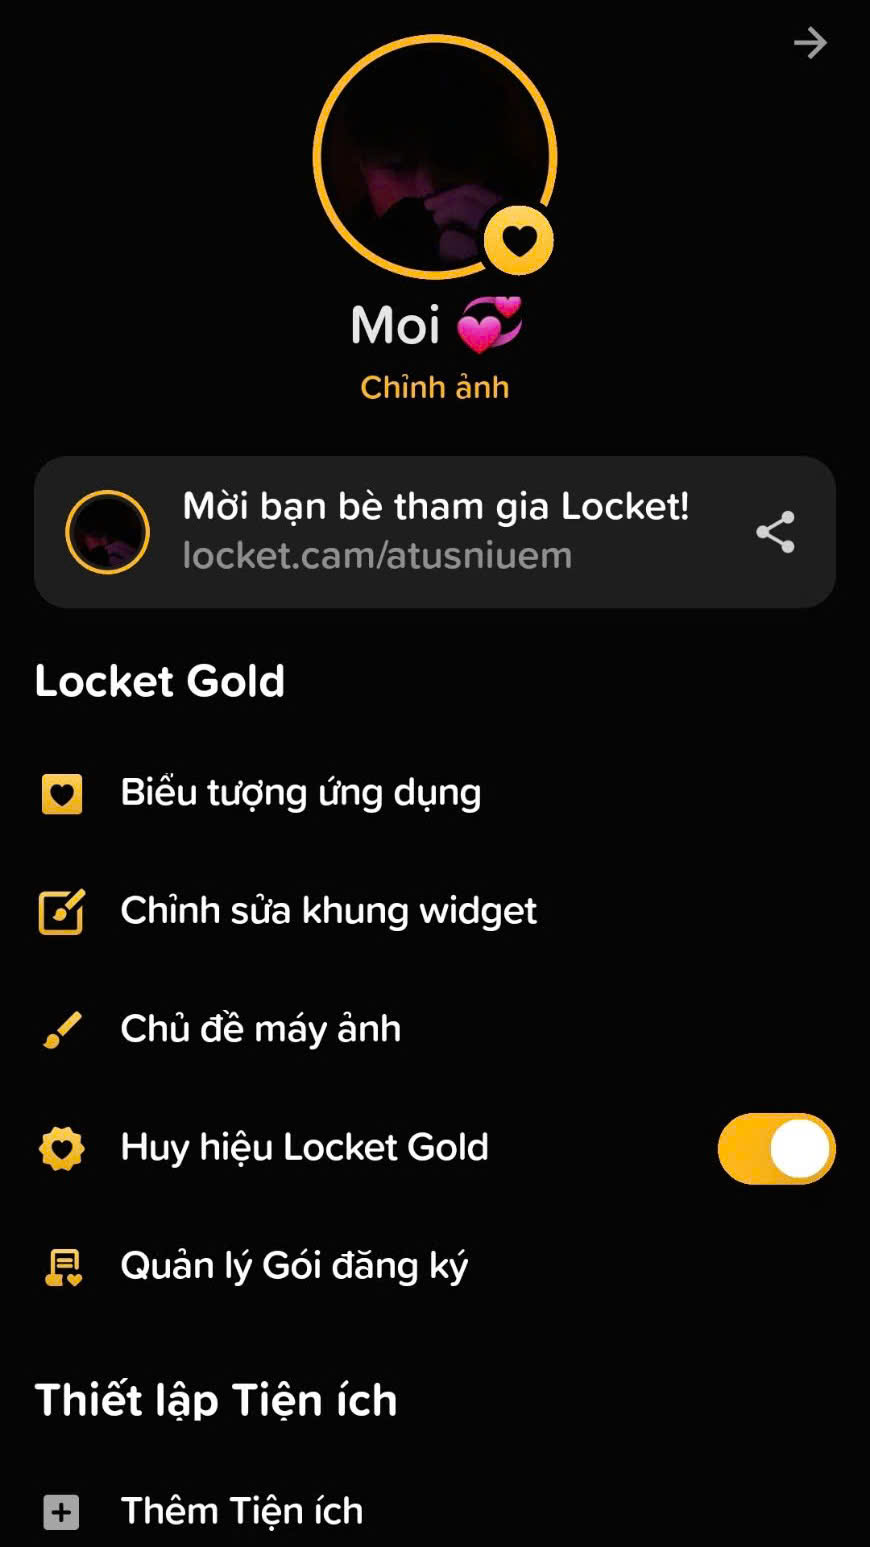 Moi 💞
Chỉnh ảnh
Mời bạn bè tham gia Locket!
locket.cam/atusniuem
Locket Gold
Biểu tượng ứng dụng
Chỉnh sửa khung widget
Chủ đề máy ảnh
Huy hiệu Locket Gold
Quản lý Gói đăng ký
Thiết lập Tiện ích
Thêm Tiện ích